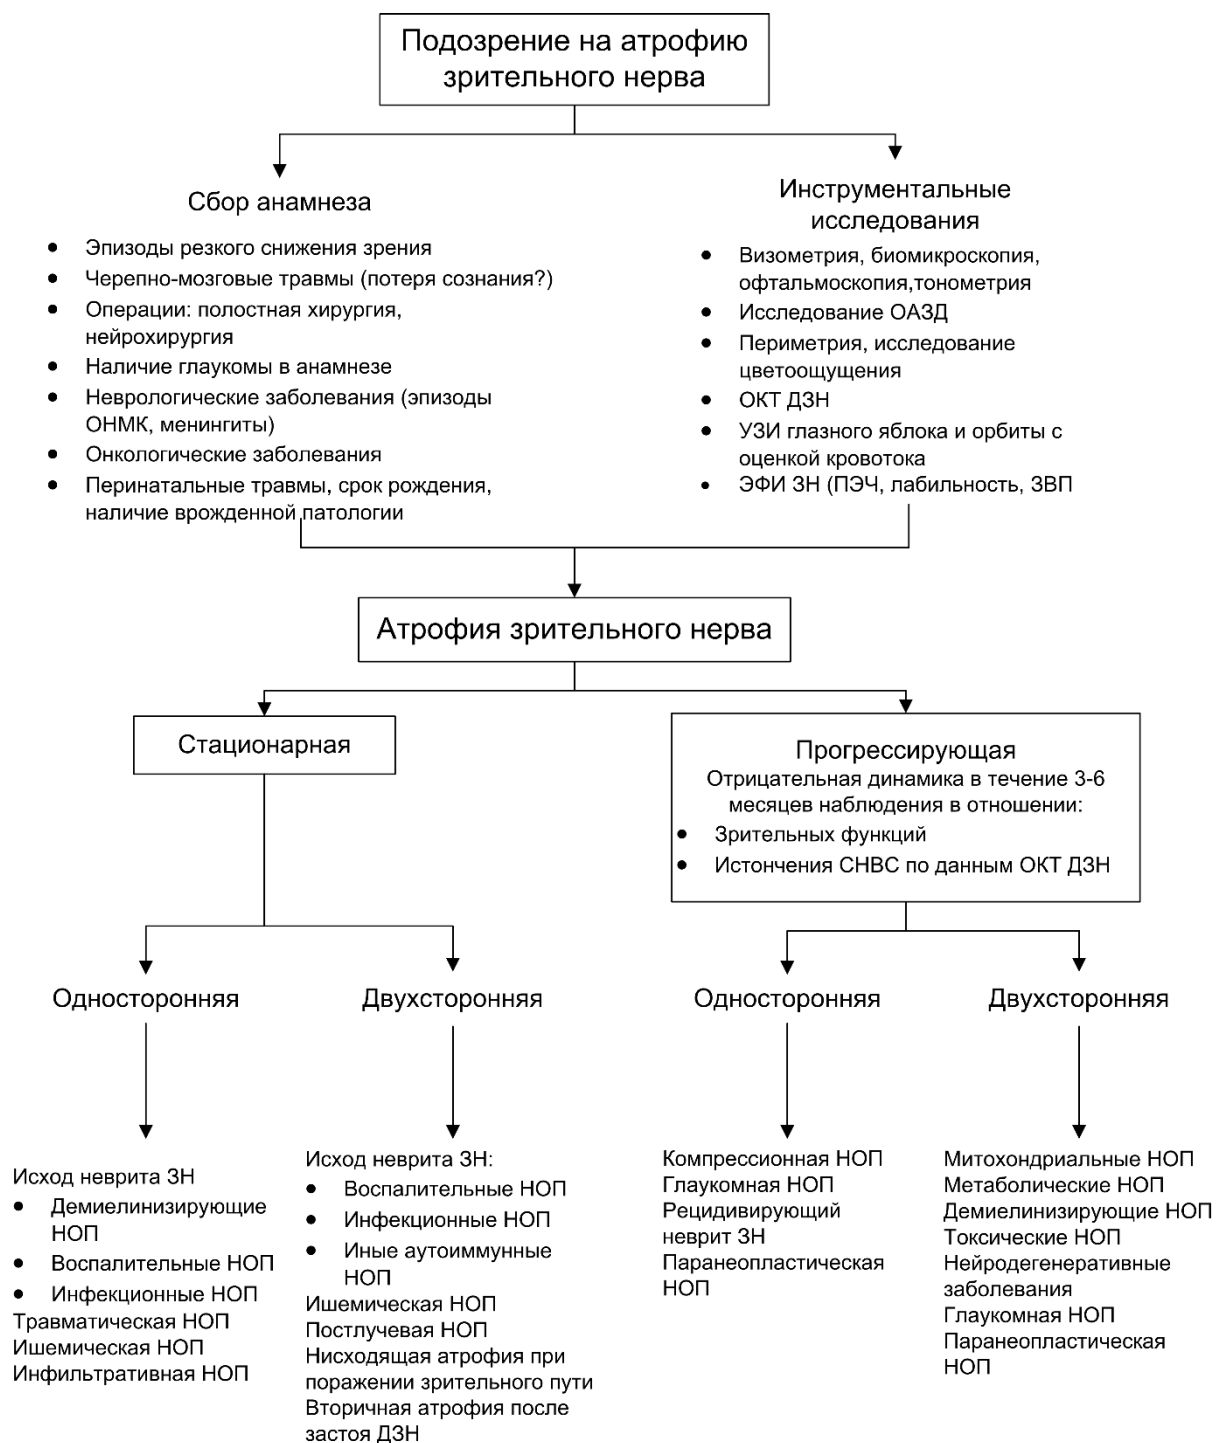 Подозрение на атрофию
зрительного нерва
Сбор анамнеза
● Эпизоды резкого снижения зрения
● Черепно-мозговые травмы (потеря сознания?)
● Операции: полостная хирургия,
нейрохирургия
● Наличие глаукомы в анамнезе
● Неврологические заболевания (эпизоды
ОНМК, менингиты)
● Онкологические заболевания
● Перинатальные травмы, срок рождения,
наличие врожденной патологии
Инструментальные
исследования
● Визометрия, биомикроскопия,
офтальмоскопия,тонометрия
● Исследование ОАЗД
● Периметрия, исследование
цветоощущения
● ОКТ ДЗН
● УЗИ глазного яблока и орбиты с
оценкой кровотока
● ЭФИ ЗН (ПЭЧ, лабильность, ЗВП
Атрофия зрительного нерва
Стационарная
Прогрессирующая
Отрицательная динамика в течение 3-6
месяцев наблюдения в отношении:
● Зрительных функций
● Истончения СНВС по данным ОКТ ДЗН
Односторонняя
Двухсторонняя
Односторонняя
Двухсторонняя
Исход неврита ЗН
● Демиелинизирующие
НОП
● Воспалительные НОП
● Инфекционные НОП
Травматическая НОП
Ишемическая НОП
Инфильтративная НОП
Исход неврита ЗН:
● Воспалительные НОП
● Инфекционные НОП
● Иные аутоиммунные
НОП
Ишемическая НОП
Постлучевая НОП
Нисходящая атрофия при
поражении зрительного пути
Вторичная атрофия после
застоя ДЗН
Компрессионная НОП
Глаукомная НОП
Рецидивирующий
неврит ЗН
Паранеопластическая
НОП
Митохондриальные НОП
Метаболические НОП
Демиелинизирующие НОП
Токсические НОП
Нейродегенеративные
заболевания
Глаукомная НОП
Паранеопластическая
НОП